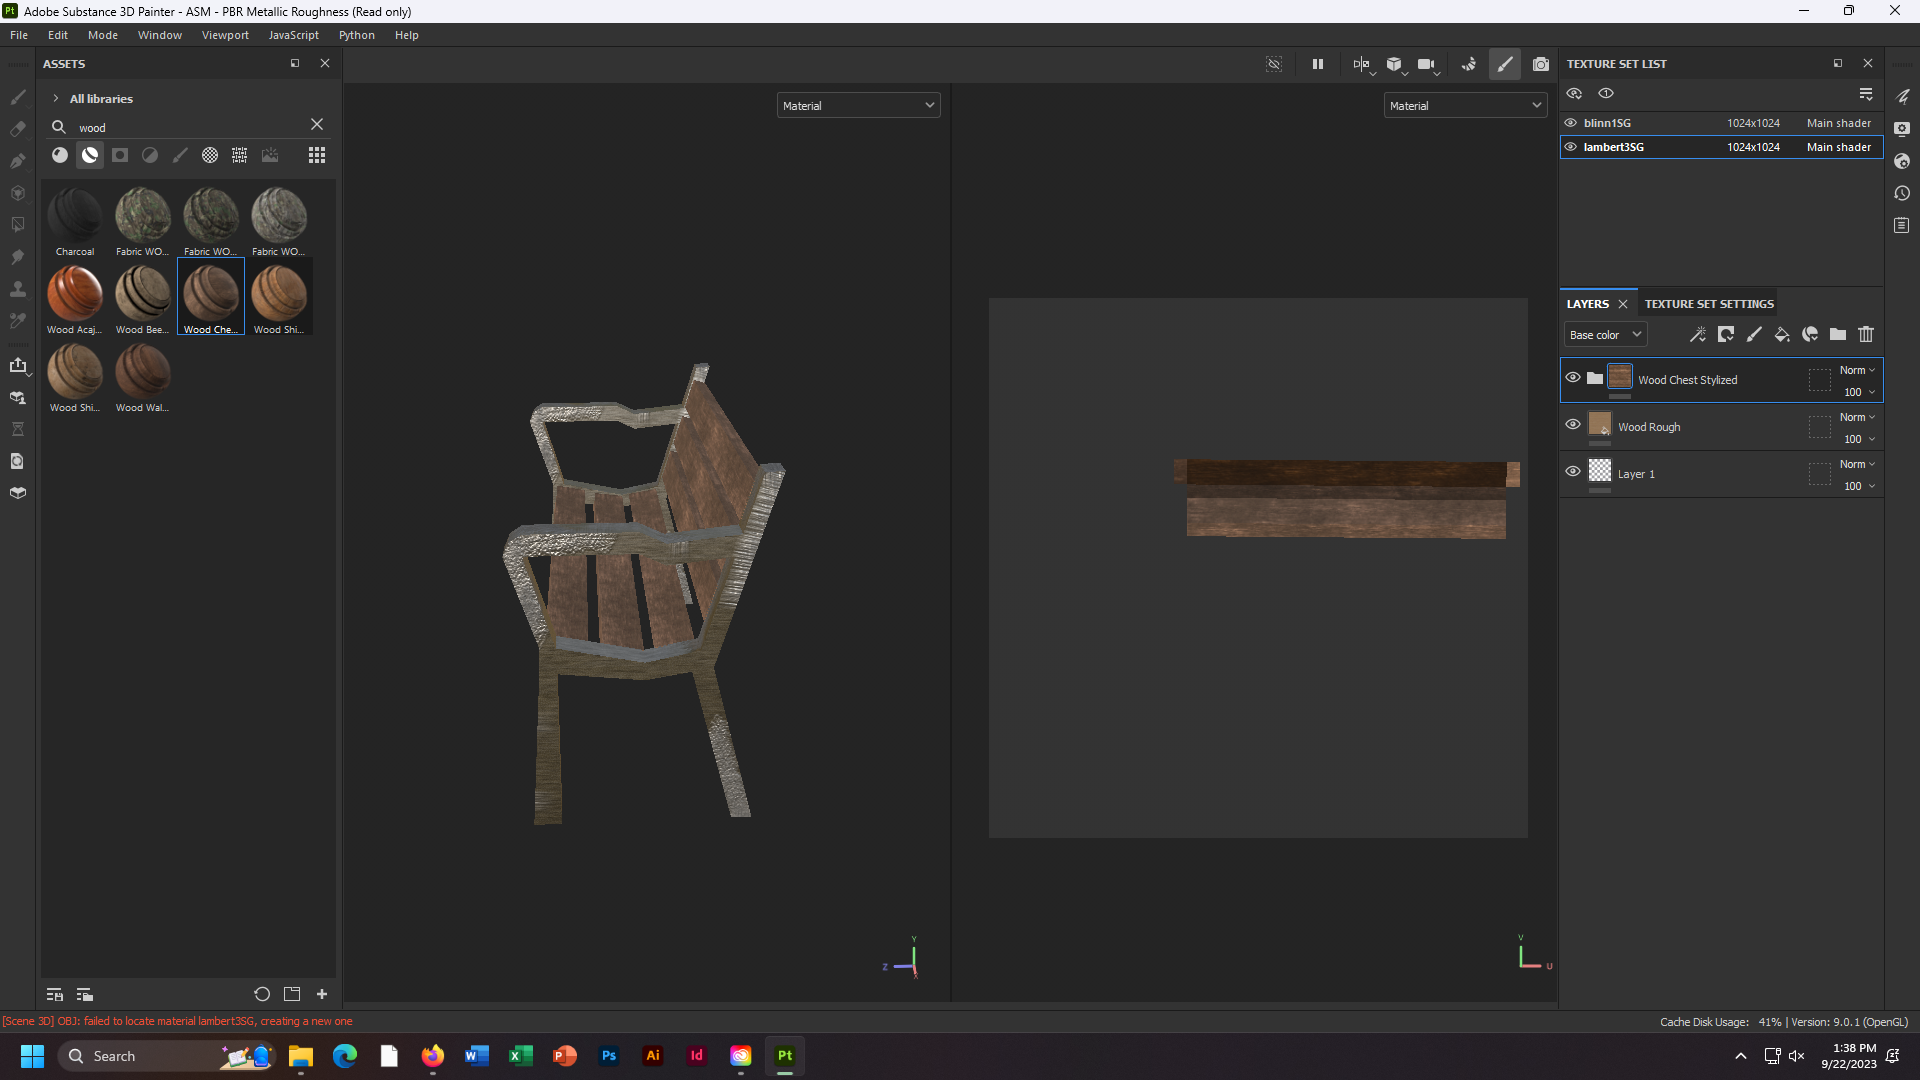 Adobe Substance 3D Painter - ASM - PBR Metallic Roughness (Read only)
File Edit Mode Window Viewport JavaScript Python Help
ASSETS
All libraries
wood
Charcoal
Fabric WO...
Fabric WO...
Fabric WO...
Wood Acaj...
Wood Bee...
Wood Che...
Wood Shi...
Wood Shi...
Wood Wal...
Material
Material
Y
Z
X
V
U
TEXTURE SET LIST
blinn1SG 1024x1024 Main shader
lambert3SG 1024x1024 Main shader
LAYERS TEXTURE SET SETTINGS
Base color
Wood Chest Stylized Norm 100
Wood Rough Norm 100
Layer 1 Norm 100
[Scene 3D] OBJ: failed to locate material lambert3SG, creating a new one
Cache Disk Usage: 41% | Version: 9.0.1 (OpenGL)
Search
1:38 PM
9/22/2023